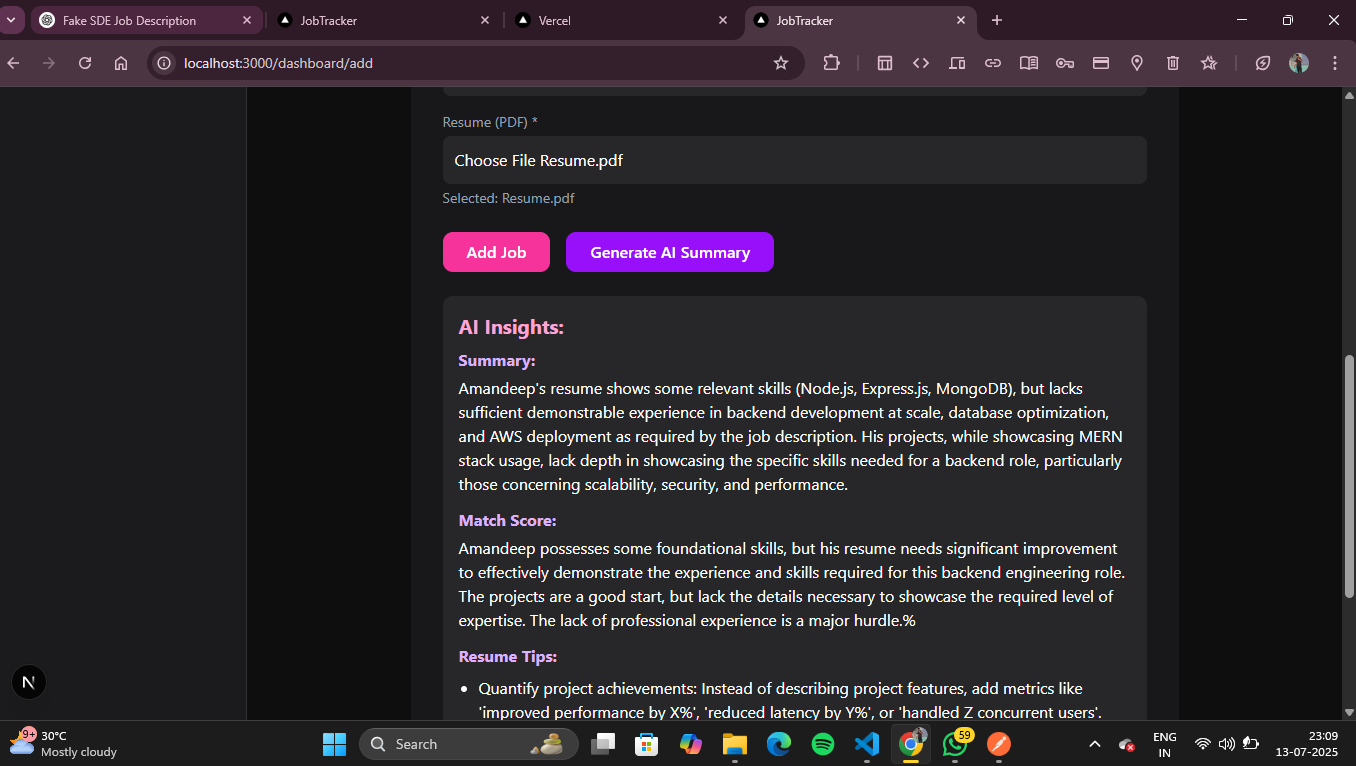 Fake SDE Job Description
JobTracker
Vercel
JobTracker
localhost:3000/dashboard/add
Resume (PDF) *
Choose File Resume.pdf
Selected: Resume.pdf
Add Job
Generate AI Summary
AI Insights:
Summary:
Amandeep's resume shows some relevant skills (Node.js, Express.js, MongoDB), but lacks
sufficient demonstrable experience in backend development at scale, database optimization,
and AWS deployment as required by the job description. His projects, while showcasing MERN
stack usage, lack depth in showcasing the specific skills needed for a backend role, particularly
those concerning scalability, security, and performance.
Match Score:
Amandeep possesses some foundational skills, but his resume needs significant improvement
to effectively demonstrate the experience and skills required for this backend engineering role.
The projects are a good start, but lack the details necessary to showcase the required level of
expertise. The lack of professional experience is a major hurdle.%
Resume Tips:
• Quantify project achievements: Instead of describing project features, add metrics like
'improved performance by X%', 'reduced latency by Y%', or 'handled Z concurrent users'.
N
9+
30°C
Mostly cloudy
Search
59
ENG
IN
23:09
13-07-2025